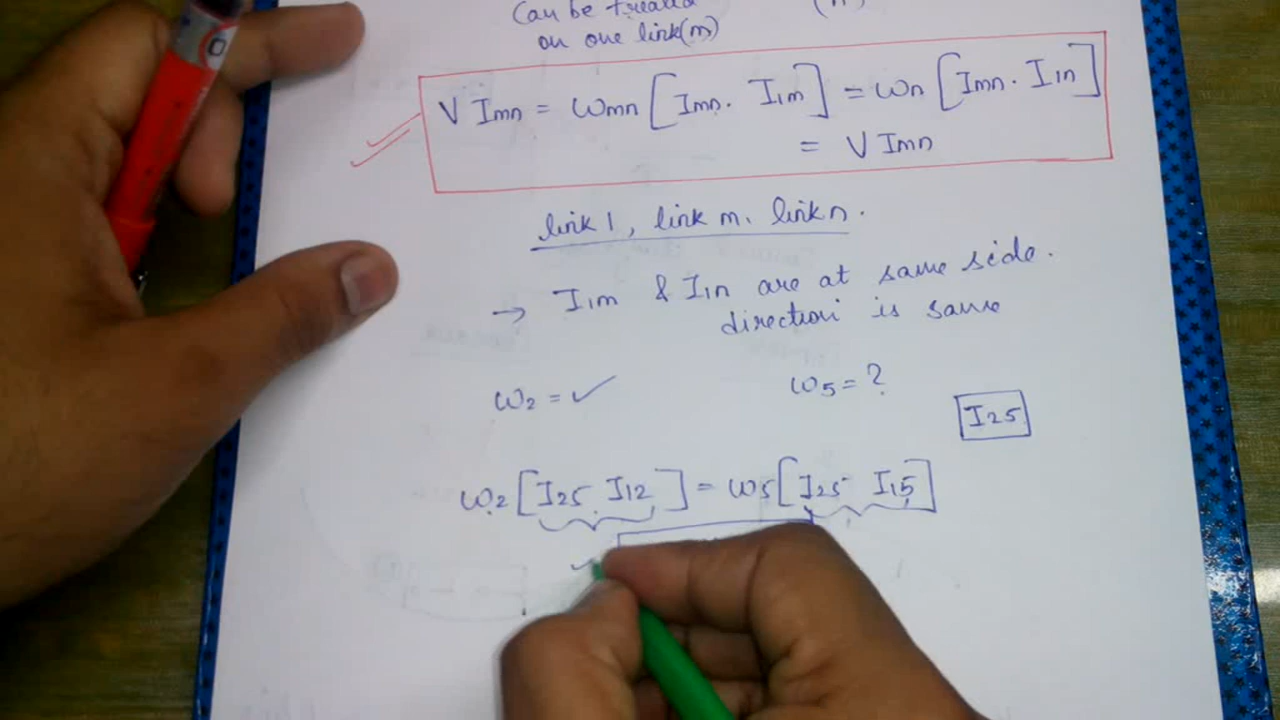 Can be treated
on one link(m)
V Imn = ωmn [Imn. I1m] = ωn [Imn. I1n]
= V Imn
link 1, link m, link n.
→ I1m & I1n are at same side.
direction is same
ω2 = ✓ ω5 = ?
I25
ω2 [I25 I12] = ω5 [I25 I15]
✓